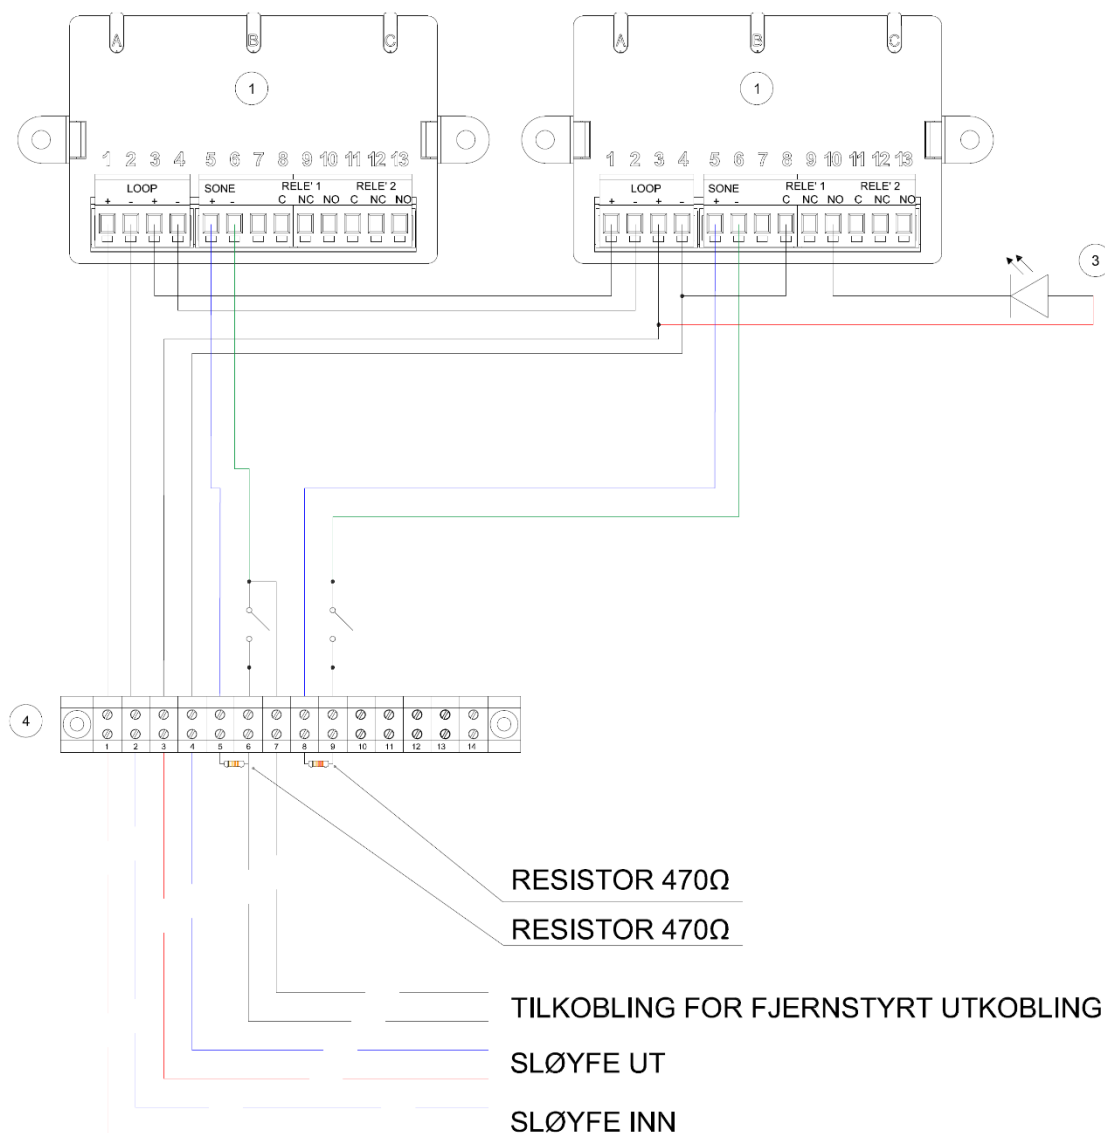 A B C A B C
1 1
3
1 2 3 4 5 6 7 8 9 10 11 12 13 1 2 3 4 5 6 7 8 9 10 11 12 13
LOOP SONE RELE' 1 RELE' 2 LOOP SONE RELE' 1 RELE' 2
+ - + - + - C NC NO C NC NO + - + - + - C NC NO C NC NO
4
1 2 3 4 5 6 7 8 9 10 11 12 13 14
RESISTOR 470Ω
RESISTOR 470Ω
TILKOBLING FOR FJERNSTYRT UTKOBLING
SLØYFE UT
SLØYFE INN